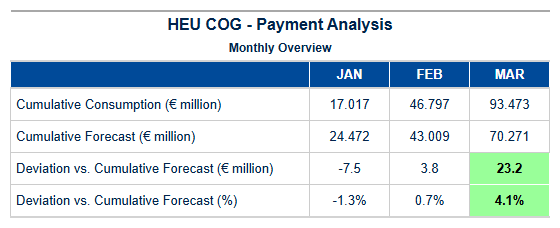 HEU COG - Payment Analysis
Monthly Overview
JAN FEB MAR
Cumulative Consumption (€ million) 17.017 46.797 93.473
Cumulative Forecast (€ million) 24.472 43.009 70.271
Deviation vs. Cumulative Forecast (€ million) -7.5 3.8 23.2
Deviation vs. Cumulative Forecast (%) -1.3% 0.7% 4.1%